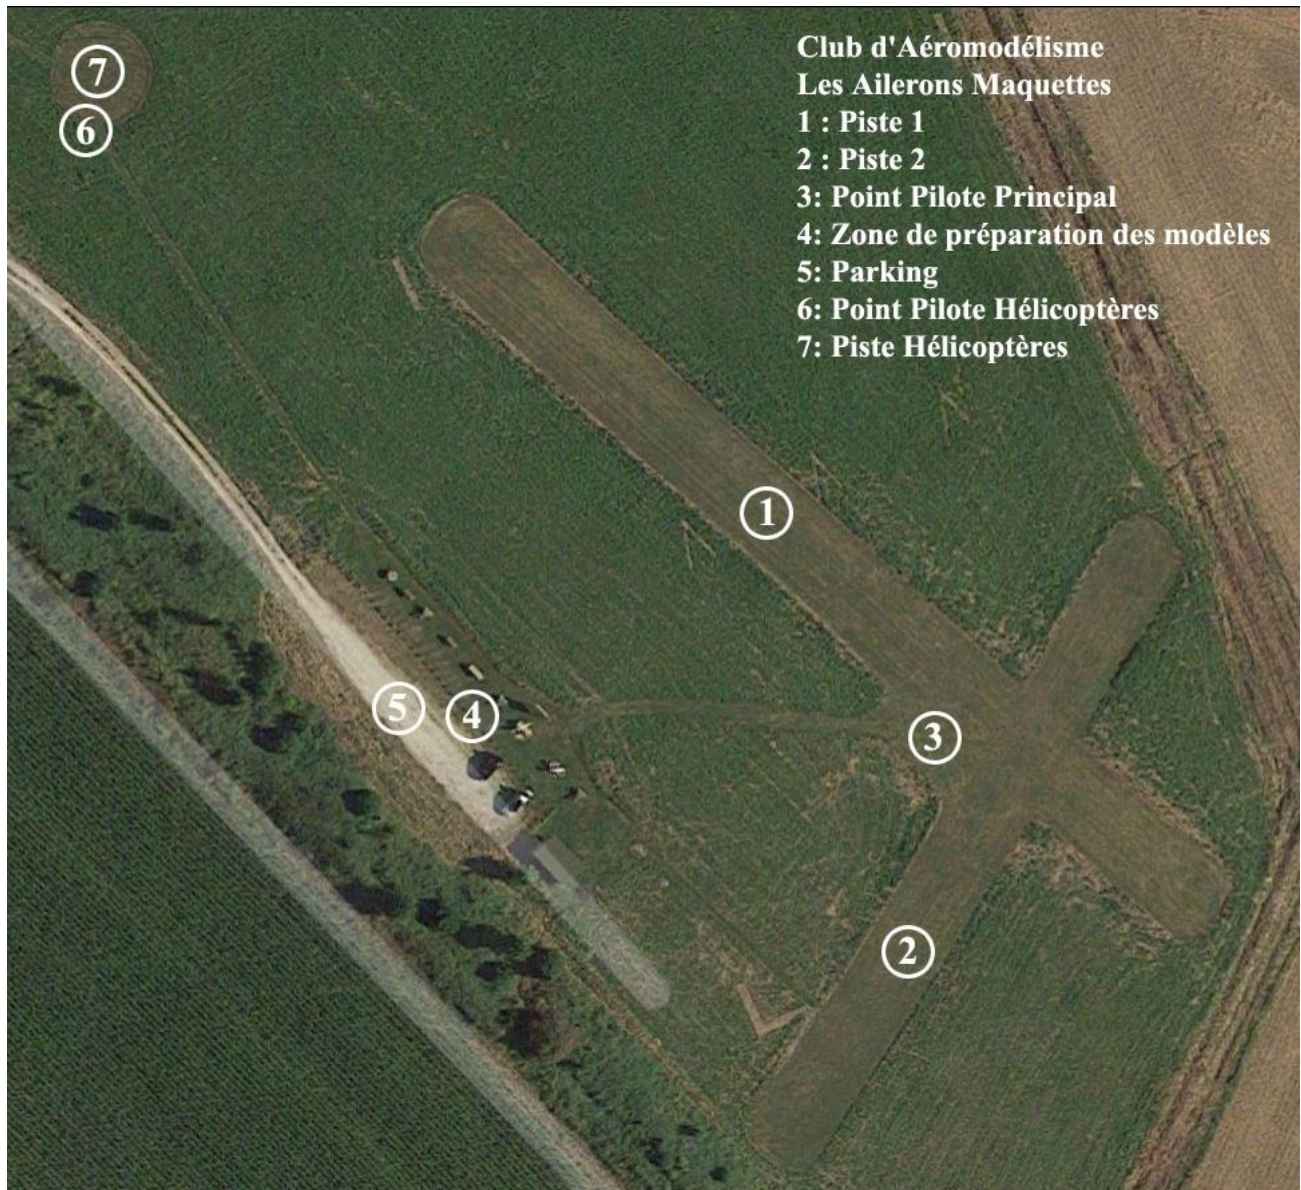 Club d'Aéromodélisme
Les Ailerons Maquettes
1 : Piste 1
2 : Piste 2
3: Point Pilote Principal
4: Zone de préparation des modèles
5: Parking
6: Point Pilote Hélicoptères
7: Piste Hélicoptères
7
6
1
5
4
3
2